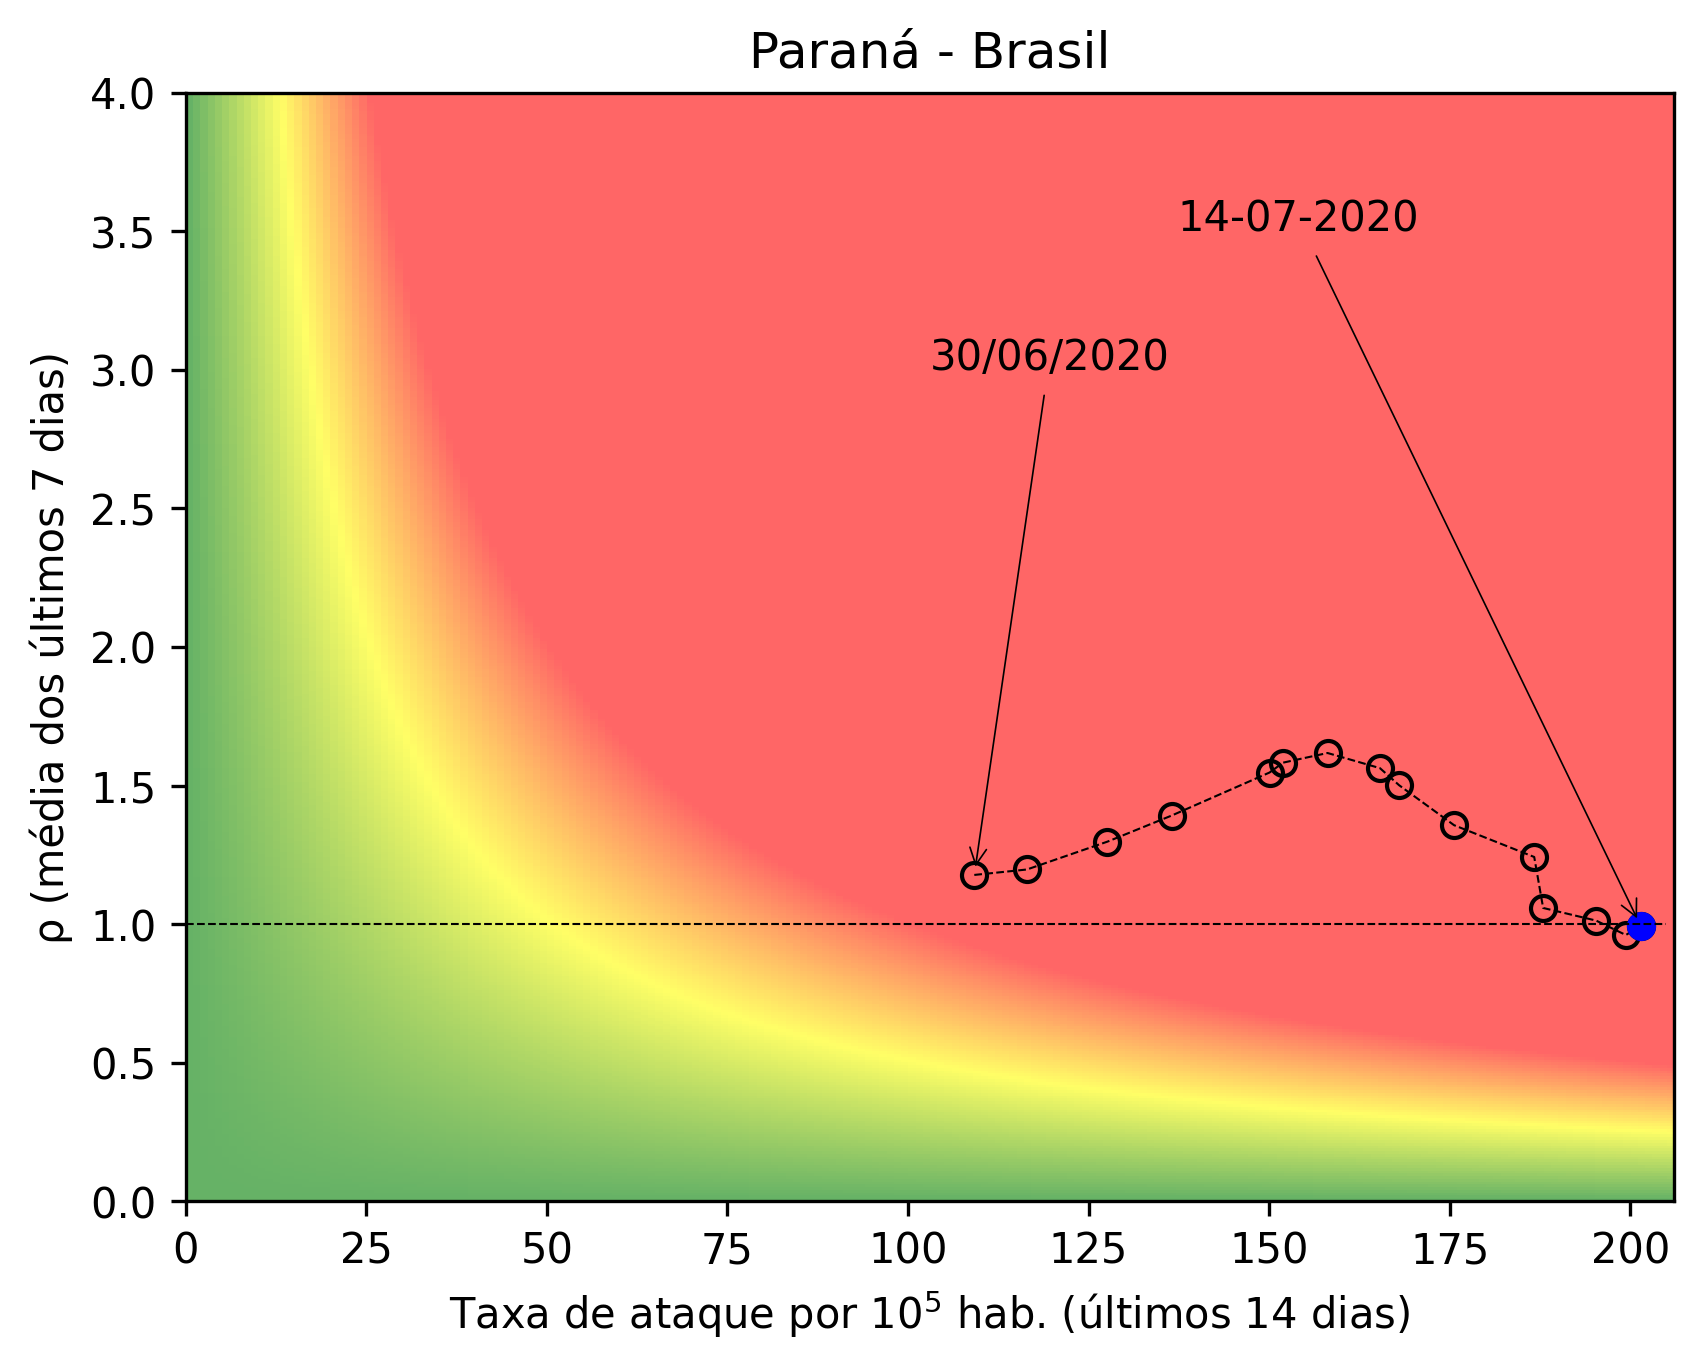 Paraná - Brasil
4.0
3.5
3.0
2.5
2.0
1.5
1.0
0.5
0.0
ρ (média dos últimos 7 dias)
14-07-2020
30/06/2020
0 25 50 75 100 125 150 175 200
Taxa de ataque por 10⁵ hab. (últimos 14 dias)